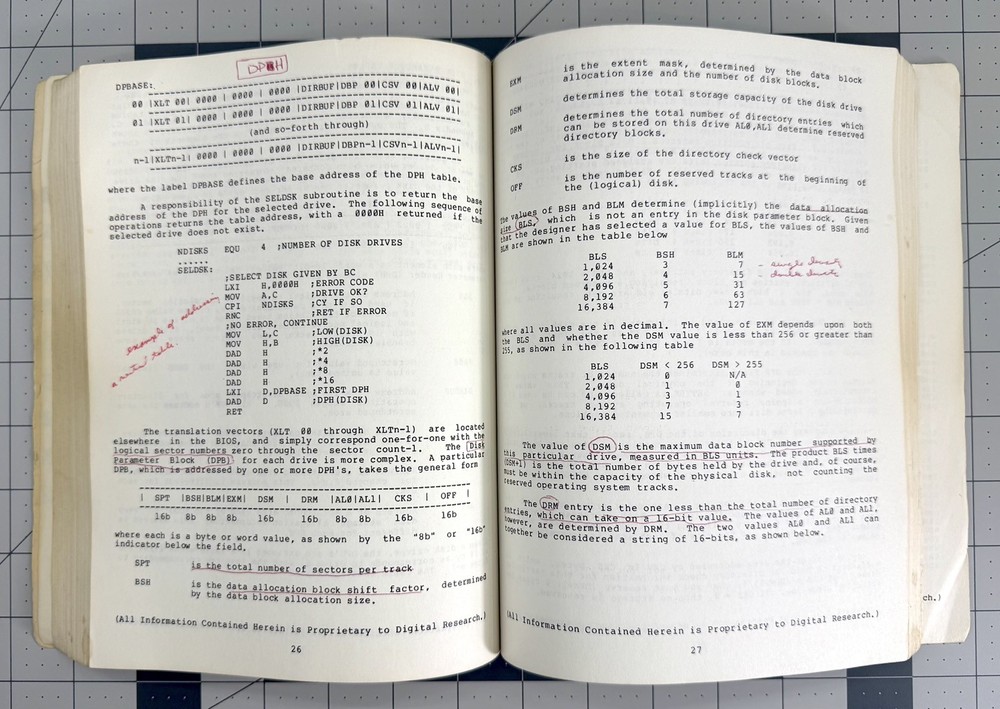 DPBH
DPBASE:
00 |XLT 00| 0000 | 0000 | 0000 |DIRBUF|DBP 00|CSV 00|ALV 00|
01 |XLT 01| 0000 | 0000 | 0000 |DIRBUF|DBP 01|CSV 01|ALV 01|
(and so-forth through)
n-1|XLTn-1| 0000 | 0000 | 0000 |DIRBUF|DBPn-1|CSVn-1|ALVn-1|
where the label DPBASE defines the base address of the DPH table.
A responsibility of the SELDSK subroutine is to return the base
address of the DPH for the selected drive. The following sequence of
operations returns the table address, with a 0000H returned if the
selected drive does not exist.
NDISKS EQU 4 ;NUMBER OF DISK DRIVES
......
SELDSK:
;SELECT DISK GIVEN BY BC
LXI H,0000H ;ERROR CODE
MOV A,C ;DRIVE OK?
CPI NDISKS ;CY IF SO
RNC ;RET IF ERROR
;NO ERROR, CONTINUE
MOV L,C ;LOW(DISK)
MOV H,B ;HIGH(DISK)
DAD H ;*2
DAD H ;*4
DAD H ;*8
DAD H ;*16
LXI D,DPBASE ;FIRST DPH
DAD D ;DPH(DISK)
RET
example of addressing
a table.
The translation vectors (XLT 00 through XLTn-1) are located
elsewhere in the BIOS, and simply correspond one-for-one with the
logical sector numbers zero through the sector count-1. The Disk
Parameter Block (DPB) for each drive is more complex. A particular
DPB, which is addressed by one or more DPH's, takes the general form
| SPT |BSH|BLM|EXM| DSM | DRM |AL0|AL1| CKS | OFF |
16b 8b 8b 8b 16b 16b 8b 8b 16b 16b
where each is a byte or word value, as shown by the "8b" or "16b"
indicator below the field.
SPT is the total number of sectors per track
BSH is the data allocation block shift factor, determined
by the data block allocation size.
(All Information Contained Herein is Proprietary to Digital Research.)
26
EXM is the extent mask, determined by the data block
allocation size and the number of disk blocks.
DSM determines the total storage capacity of the disk drive
DRM determines the total number of directory entries which
can be stored on this drive AL0,AL1 determine reserved
directory blocks.
CKS is the size of the directory check vector
OFF is the number of reserved tracks at the beginning of
the (logical) disk.
The values of BSH and BLM determine (implicitly) the data allocation
size (BLS), which is not an entry in the disk parameter block. Given
that the designer has selected a value for BLS, the values of BSH and
BLM are shown in the table below
BLS BSH BLM
1,024 3 7 - single density
2,048 4 15 - double density
4,096 5 31
8,192 6 63
16,384 7 127
where all values are in decimal. The value of EXM depends upon both
the BLS and whether the DSM value is less than 256 or greater than
255, as shown in the following table
BLS DSM < 256 DSM > 255
1,024 0 N/A
2,048 1 0
4,096 3 1
8,192 7 3
16,384 15 7
The value of DSM is the maximum data block number supported by
this particular drive, measured in BLS units. The product BLS times
(DSM+1) is the total number of bytes held by the drive and, of course,
must be within the capacity of the physical disk, not counting the
reserved operating system tracks.
The DRM entry is the one less than the total number of directory
entries, which can take on a 16-bit value. The values of AL0 and AL1,
however, are determined by DRM. The two values AL0 and AL1 can
together be considered a string of 16-bits, as shown below.
(All Information Contained Herein is Proprietary to Digital Research.)
27
ch.)